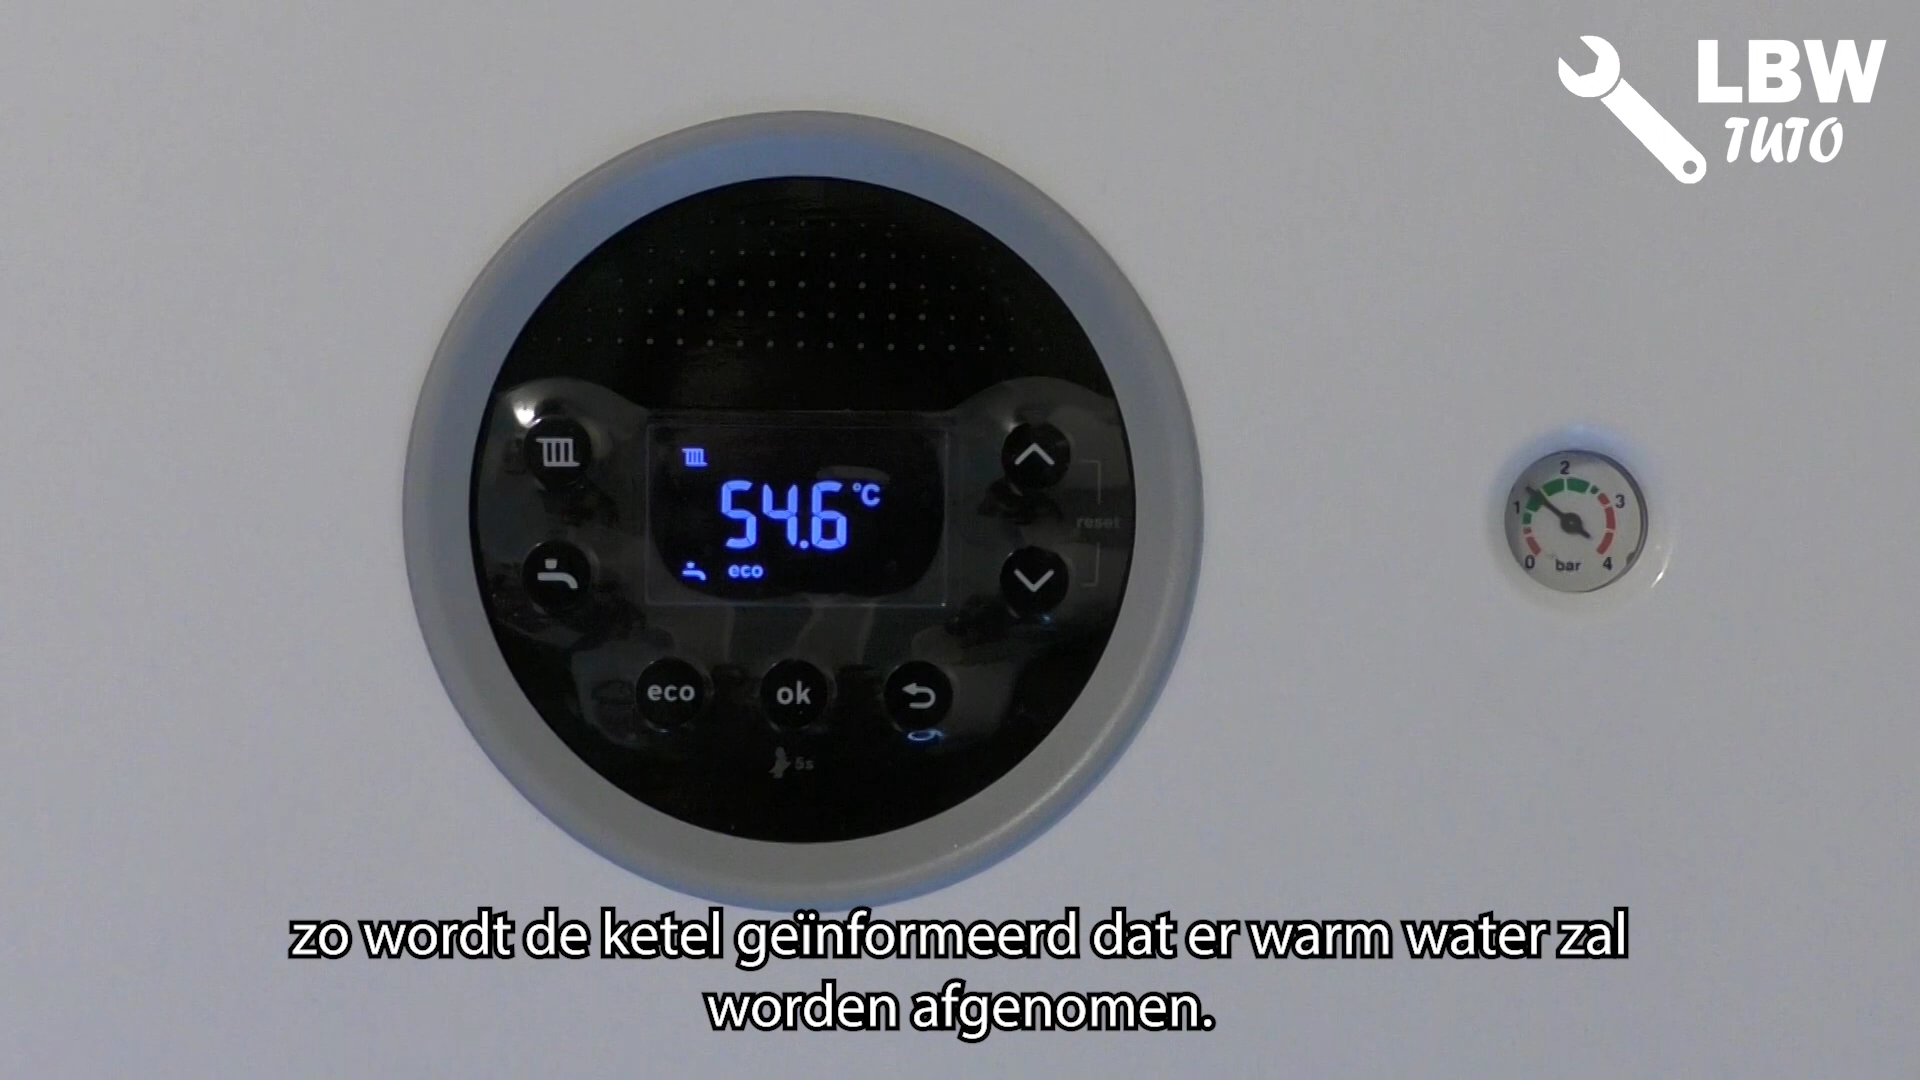 LBW
TUTO
54.6 °C
eco
reset
eco
ok
5s
2
1
3
0
bar
4
zo wordt de ketel geïnformeerd dat er warm water zal
worden afgenomen.